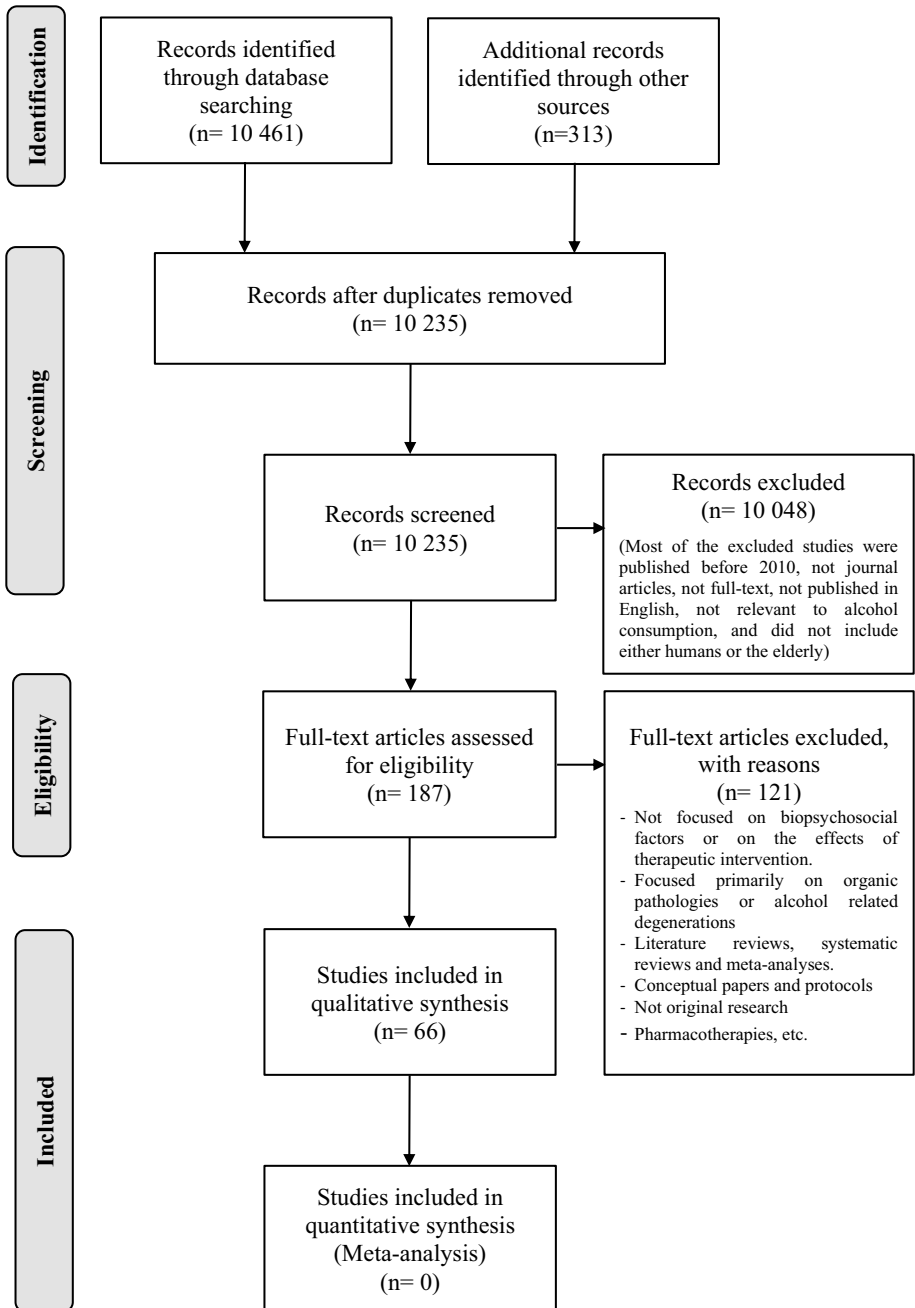 Identification
Records identified
through database
searching
(n= 10 461)
Additional records
identified through other
sources
(n=313)
Screening
Records after duplicates removed
(n= 10 235)
Records screened
(n= 10 235)
Records excluded
(n= 10 048)
(Most of the excluded studies were
published before 2010, not journal
articles, not full-text, not published in
English, not relevant to alcohol
consumption, and did not include
either humans or the elderly)
Eligibility
Full-text articles assessed
for eligibility
(n= 187)
Full-text articles excluded,
with reasons
(n= 121)
- Not focused on biopsychosocial
factors or on the effects of
therapeutic intervention.
- Focused primarily on organic
pathologies or alcohol related
degenerations
- Literature reviews, systematic
reviews and meta-analyses.
- Conceptual papers and protocols
- Not original research
- Pharmacotherapies, etc.
Included
Studies included in
qualitative synthesis
(n= 66)
Studies included in
quantitative synthesis
(Meta-analysis)
(n= 0)